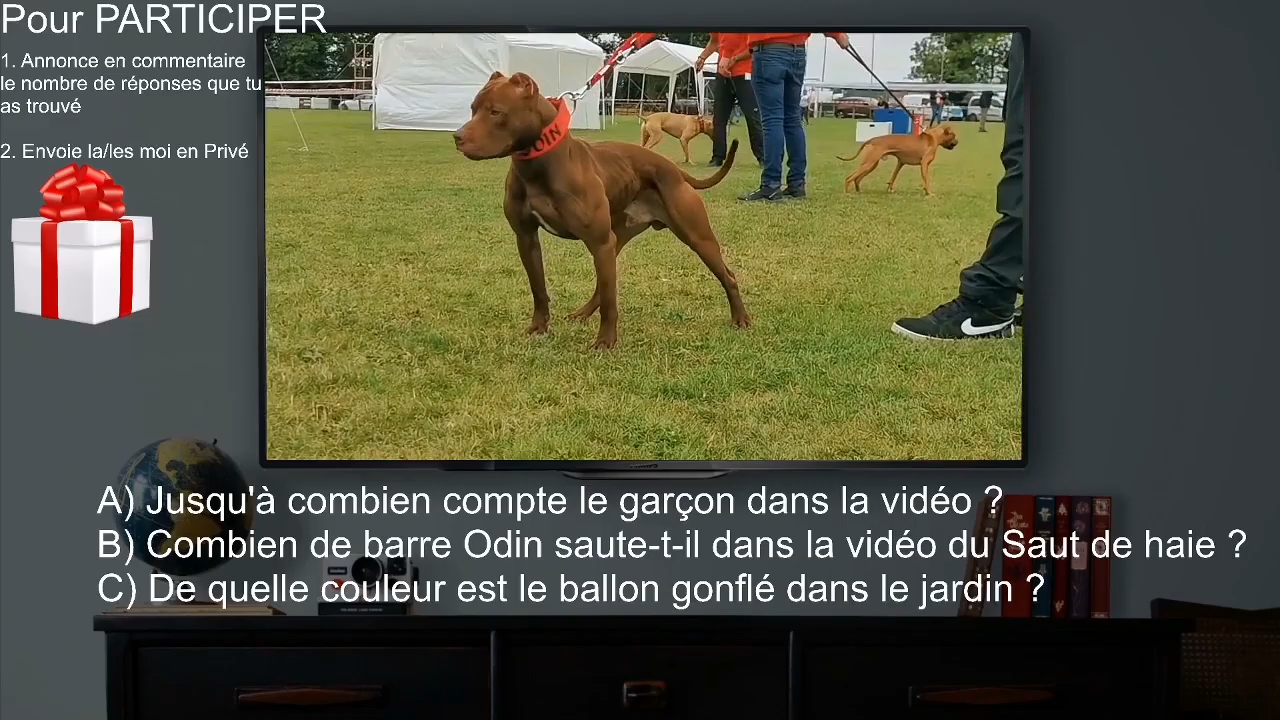 Pour PARTICIPER
1. Annonce en commentaire
le nombre de réponses que tu
as trouvé
2. Envoie la/les moi en Privé
A) Jusqu'à combien compte le garçon dans la vidéo ?
B) Combien de barre Odin saute-t-il dans la vidéo du Saut de haie ?
C) De quelle couleur est le ballon gonflé dans le jardin ?